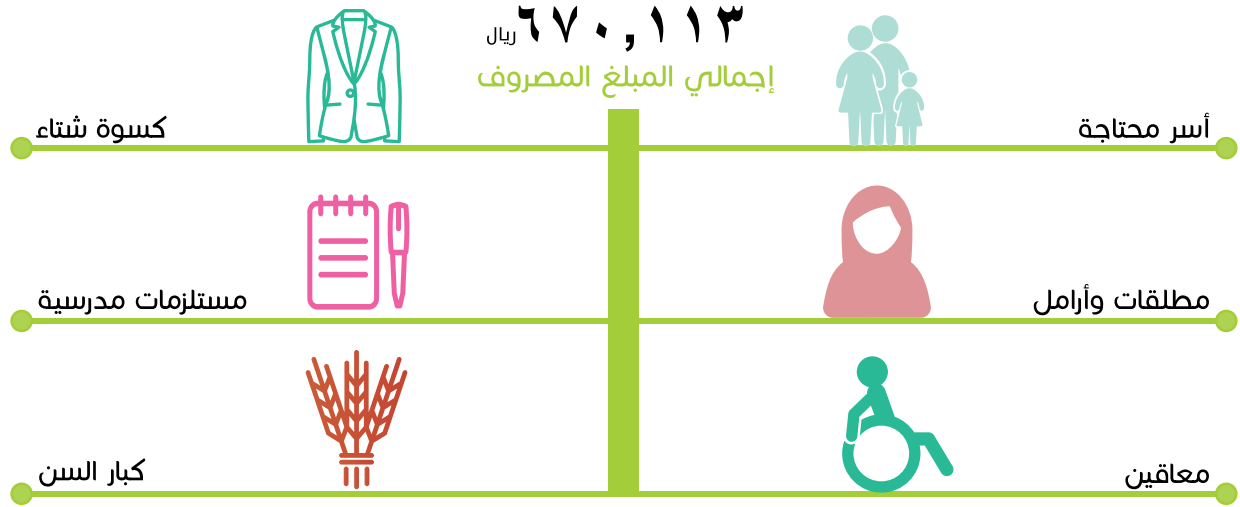 ٦٧٠,١١٣ ريال
إجمالي المبلغ المصروف
أسر محتاجة
كسوة شتاء
مطلقات وأرامل
مستلزمات مدرسية
معاقين
كبار السن